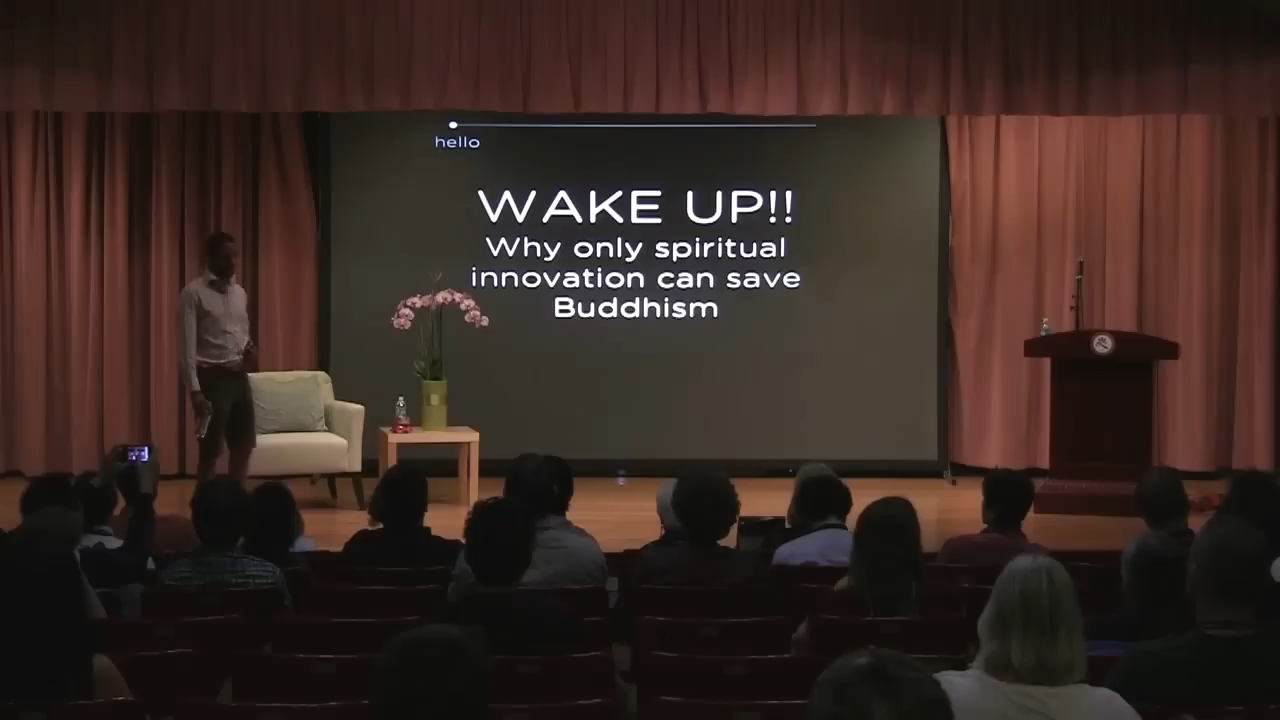 hello
WAKE UP!!
Why only spiritual
innovation can save
Buddhism